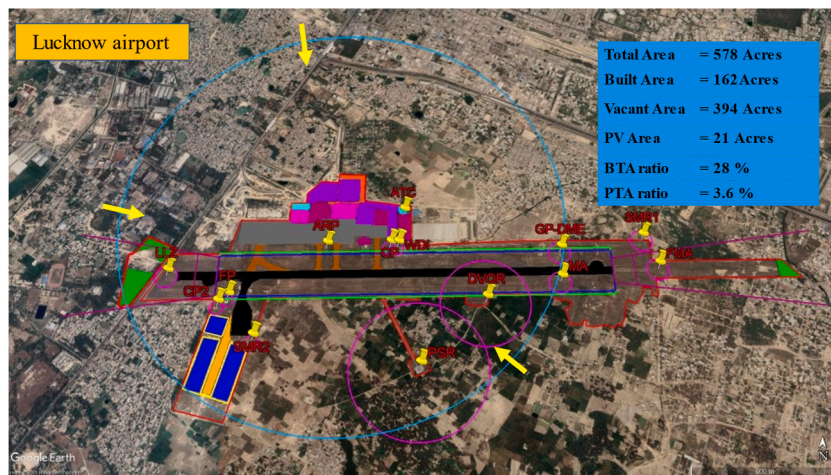 Lucknow airport
Total Area = 578 Acres
Built Area = 162Acres
Vacant Area = 394 Acres
PV Area = 21 Acres
BTA ratio = 28 %
PTA ratio = 3.6 %
ATC
SMR1
ARP
GP-DME
CP
WDI
LLZ
MA
FP
DVOR
CP2
SMR2
PSR
Google Earth
N